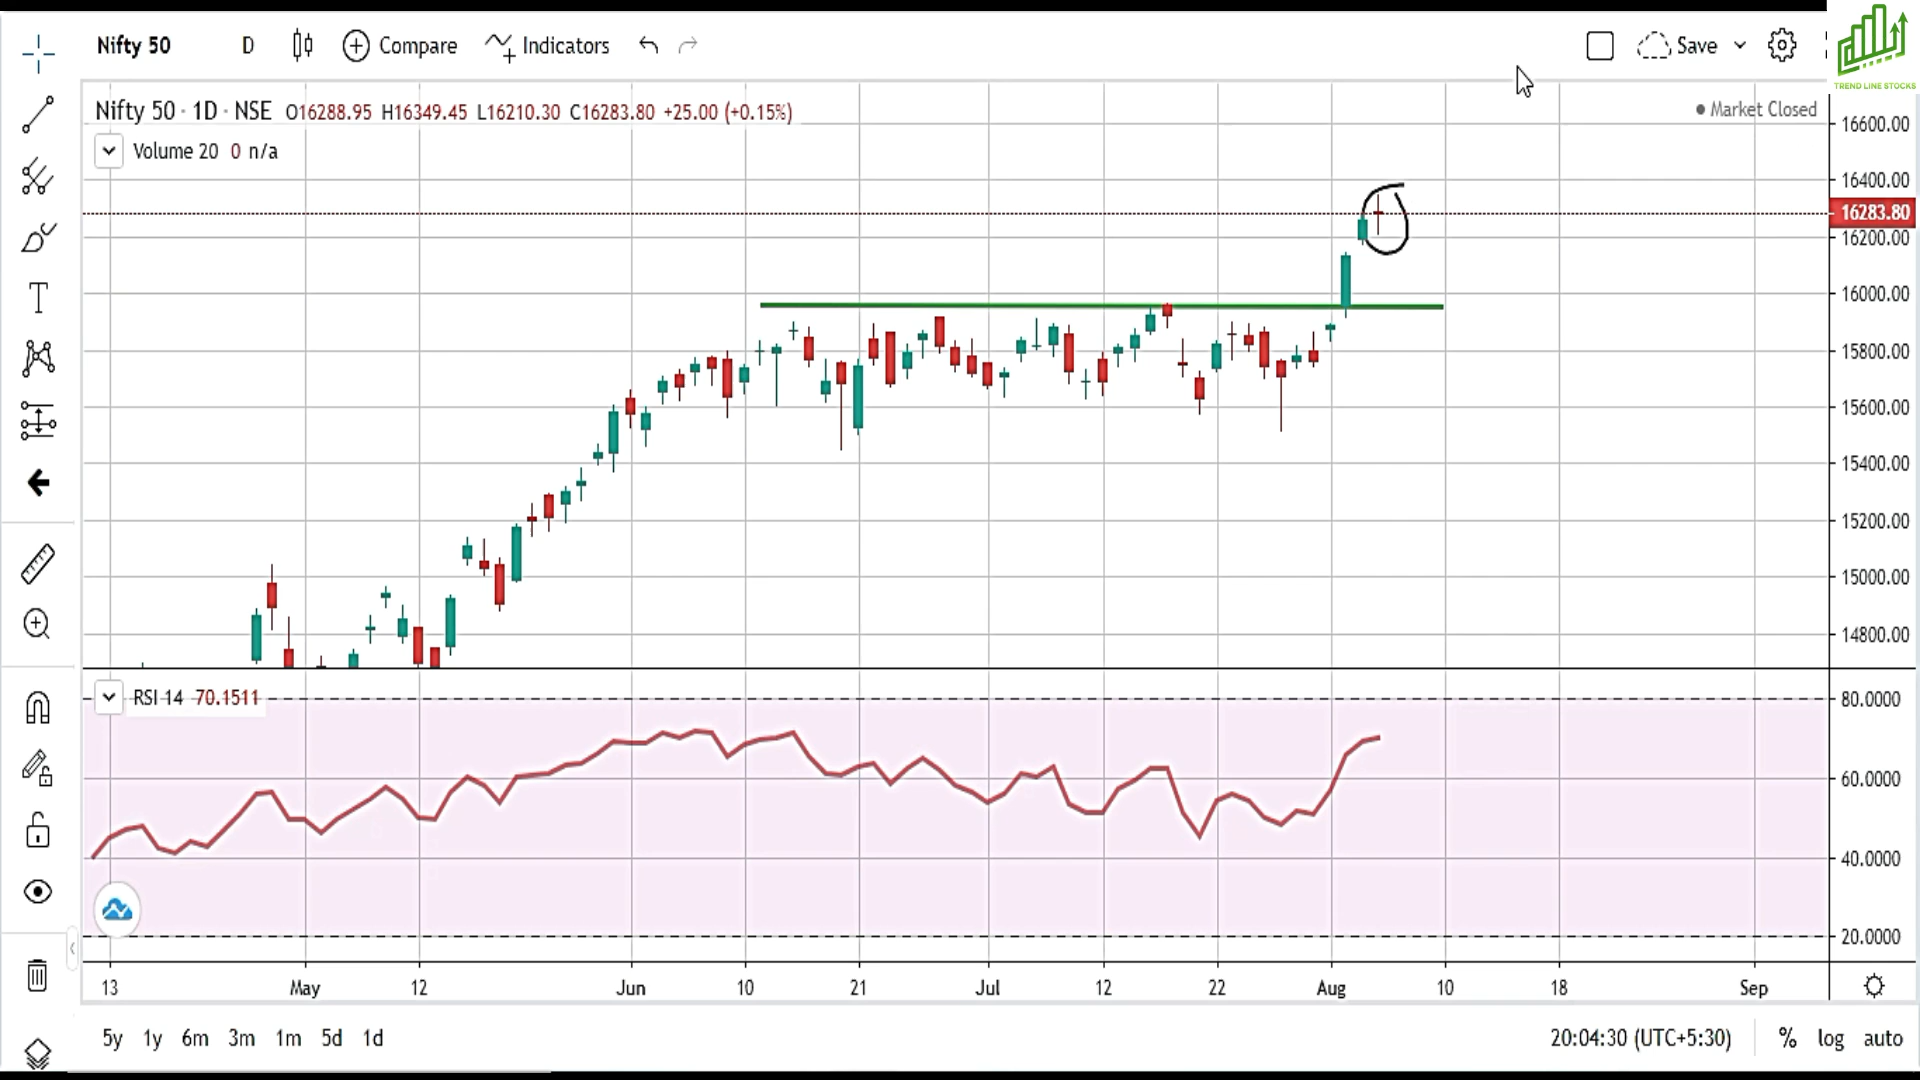 Nifty 50 D Compare Indicators Save
TREND LINE STOCKS
Nifty 50 · 1D · NSE O16288.95 H16349.45 L16210.30 C16283.80 +25.00 (+0.15%)
Market Closed
Volume 20 0 n/a
16600.00
16400.00
16283.80
16200.00
16000.00
15800.00
15600.00
15400.00
15200.00
15000.00
14800.00
RSI 14 70.1511
80.0000
60.0000
40.0000
20.0000
13 May 12 Jun 10 21 Jul 12 22 Aug 10 18 Sep
5y 1y 6m 3m 1m 5d 1d 20:04:30 (UTC+5:30) % log auto